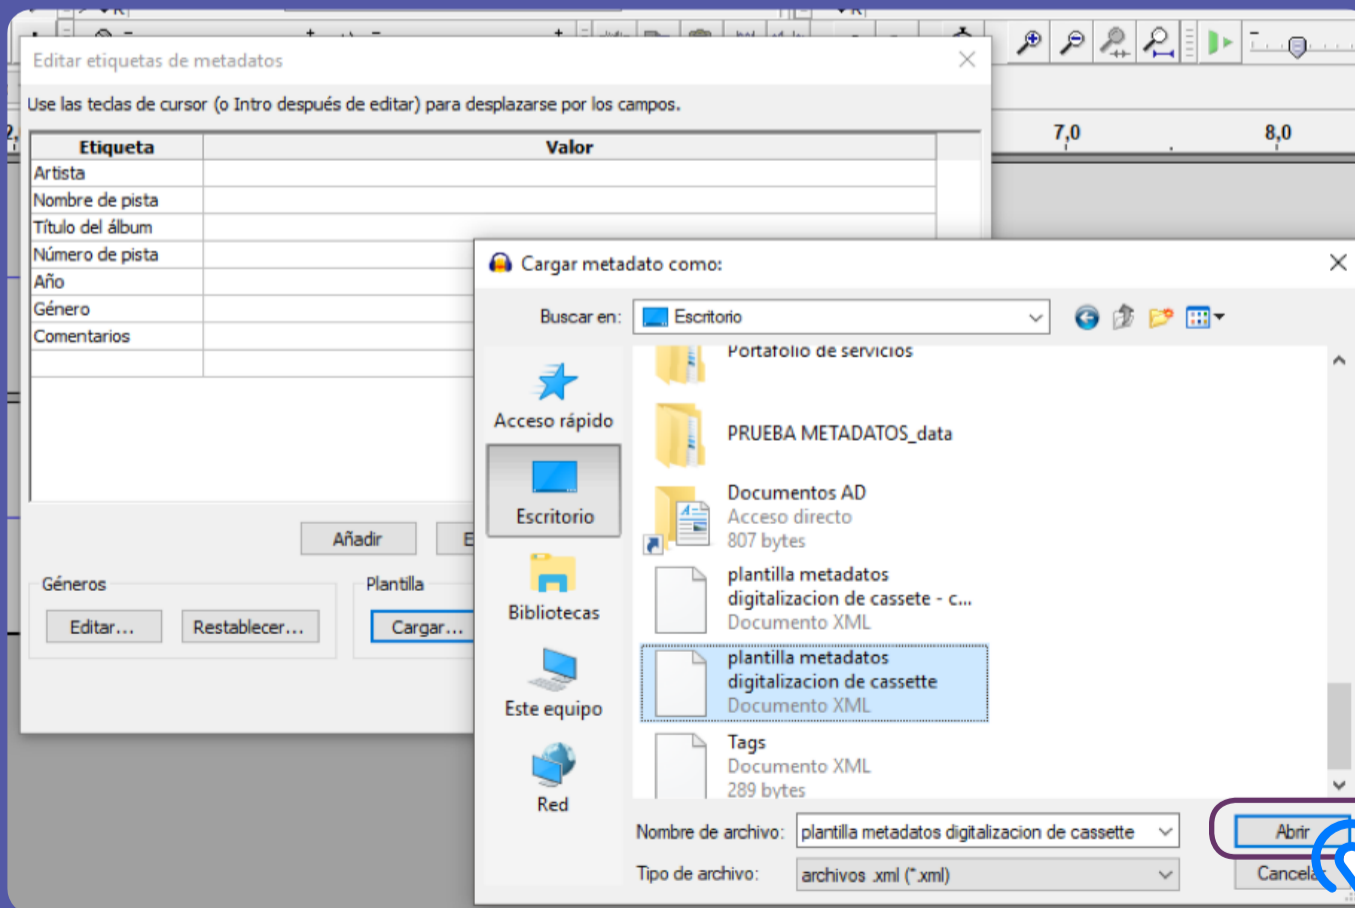 Editar etiquetas de metadatos
Use las teclas de cursor (o Intro después de editar) para desplazarse por los campos.
7,0
8,0
Etiqueta
Valor
Artista
Nombre de pista
Título del álbum
Número de pista
Año
Género
Comentarios
Añadir
Géneros
Editar...
Restablecer...
Plantilla
Cargar...
Cargar metadato como:
Buscar en:
Escritorio
Acceso rápido
Escritorio
Bibliotecas
Este equipo
Red
Portafolio de servicios
PRUEBA METADATOS_data
Documentos AD
Acceso directo
807 bytes
plantilla metadatos
digitalizacion de cassete - c...
Documento XML
plantilla metadatos
digitalizacion de cassette
Documento XML
Tags
Documento XML
289 bytes
Nombre de archivo:
plantilla metadatos digitalizacion de cassette
Abrir
Tipo de archivo:
archivos .xml (*.xml)
Cancelar